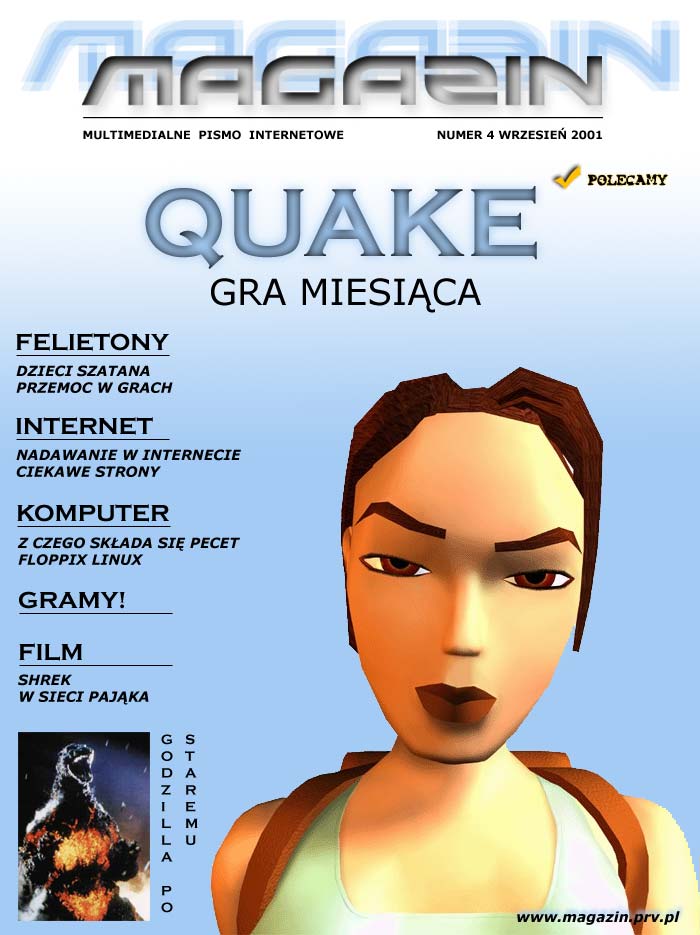 MAGAZIN
MAGAZIN
MULTIMEDIALNE PISMO INTERNETOWE
NUMER 4 WRZESIEŃ 2001
POLECAMY
QUAKE
GRA MIESIĄCA
FELIETONY
DZIECI SZATANA
PRZEMOC W GRACH
INTERNET
NADAWANIE W INTERNECIE
CIEKAWE STRONY
KOMPUTER
Z CZEGO SKŁADA SIĘ PECET
FLOPPIX LINUX
GRAMY!
FILM
SHREK
W SIECI PAJĄKA
GODZILLA PO
STAREMU
www.magazin.prv.pl